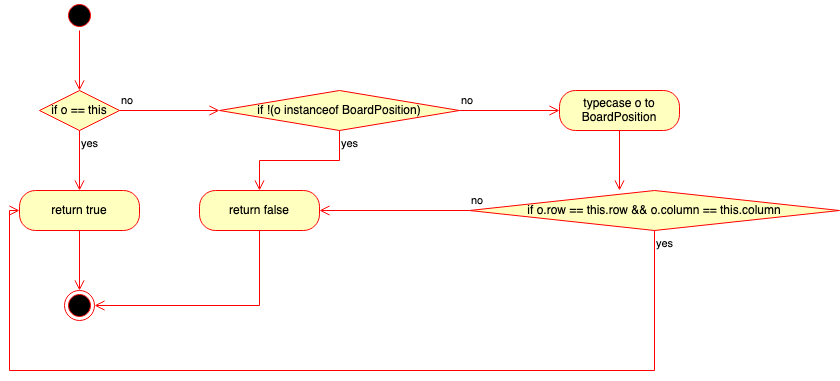 if o == this
no
if !(o instanceof BoardPosition)
no
typecase o to
BoardPosition
yes
yes
return true
return false
no
if o.row == this.row && o.column == this.column
yes